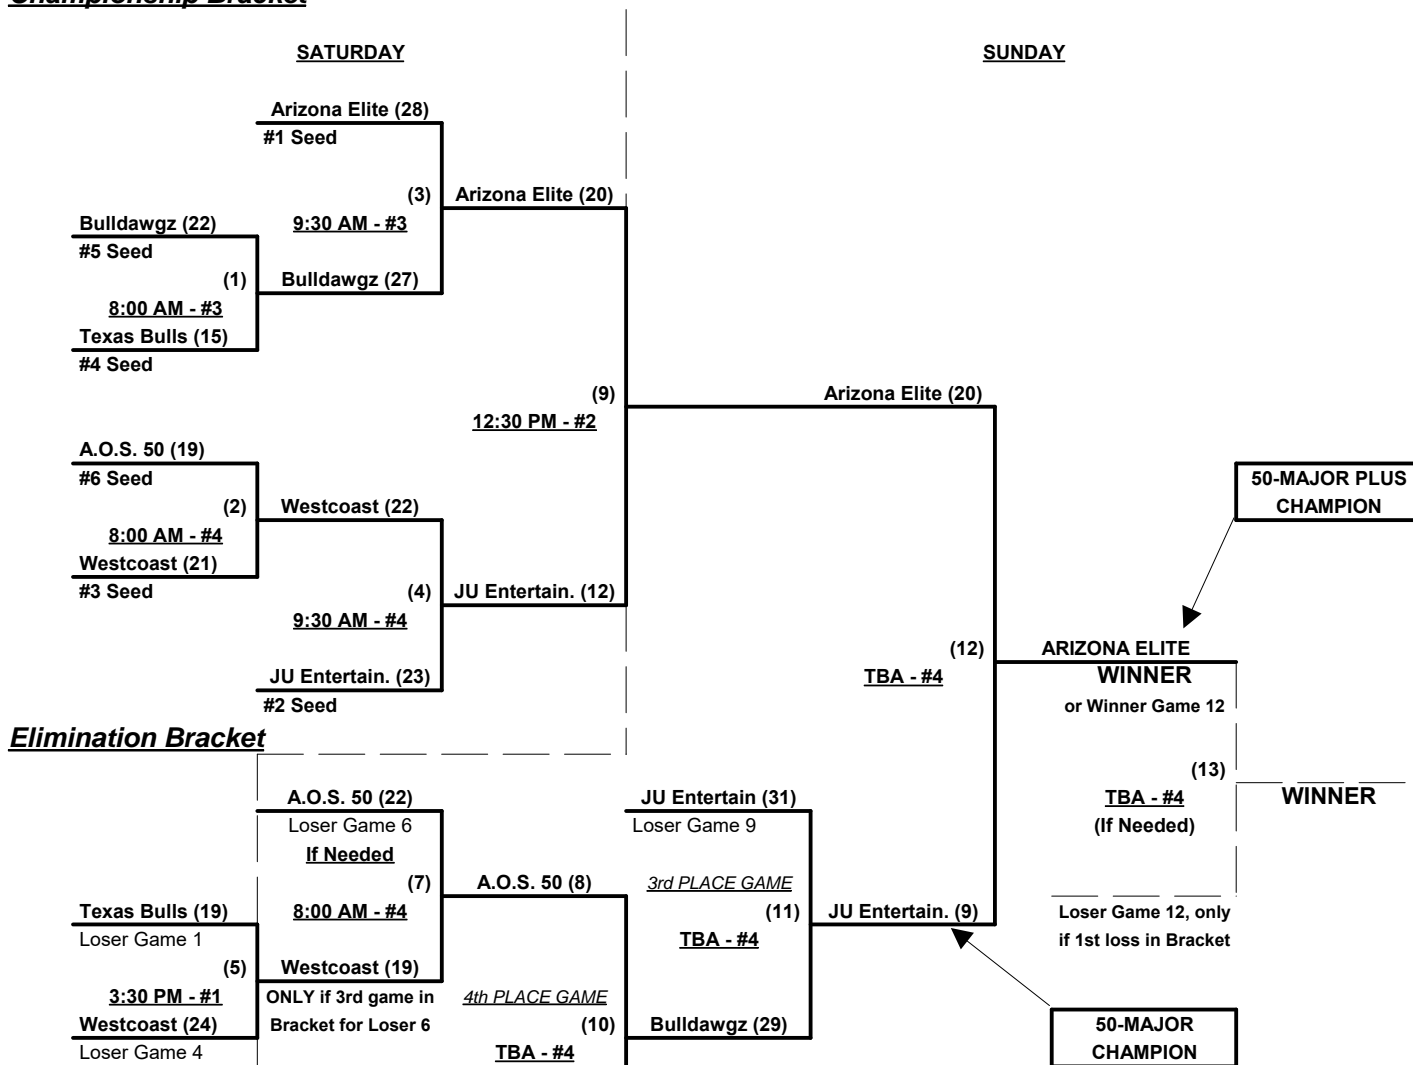 Championship Bracket
SATURDAY
SUNDAY
Arizona Elite (28)
#1 Seed
(3)
Arizona Elite (20)
9:30 AM - #3
Bulldawgz (22)
#5 Seed
(1)
Bulldawgz (27)
8:00 AM - #3
Texas Bulls (15)
#4 Seed
(9)
Arizona Elite (20)
12:30 PM - #2
A.O.S. 50 (19)
#6 Seed
(2)
Westcoast (22)
8:00 AM - #4
Westcoast (21)
#3 Seed
(4)
JU Entertain. (12)
9:30 AM - #4
JU Entertain. (23)
#2 Seed
50-MAJOR PLUS
CHAMPION
(12)
ARIZONA ELITE
TBA - #4
WINNER
or Winner Game 12
(13)
TBA - #4
WINNER
(If Needed)
Loser Game 12, only
if 1st loss in Bracket
Elimination Bracket
A.O.S. 50 (22)
Loser Game 6
If Needed
(7)
A.O.S. 50 (8)
8:00 AM - #4
JU Entertain (31)
Loser Game 9
3rd PLACE GAME
(11)
JU Entertain. (9)
TBA - #4
Texas Bulls (19)
Loser Game 1
(5)
Westcoast (19)
3:30 PM - #1
ONLY if 3rd game in
Bracket for Loser 6
Westcoast (24)
Loser Game 4
4th PLACE GAME
(10)
Bulldawgz (29)
TBA - #4
50-MAJOR
CHAMPION